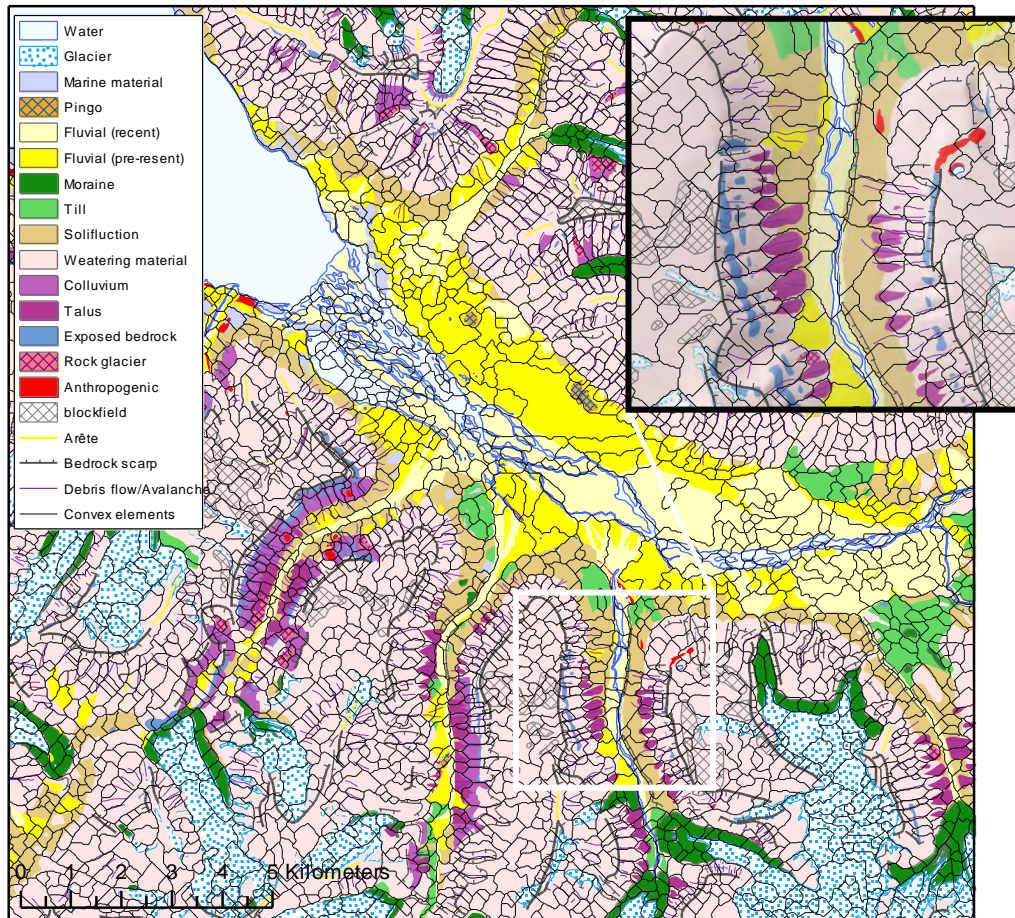 Water
Glacier
Marine material
Pingo
Fluvial (recent)
Fluvial (pre-resent)
Moraine
Till
Solifluction
Weatering material
Colluvium
Talus
Exposed bedrock
Rock glacier
Anthropogenic
blockfield
Arête
Bedrock scarp
Debris flow/Avalanche
Convex elements
0 1 2 3 4 5 Kilometers